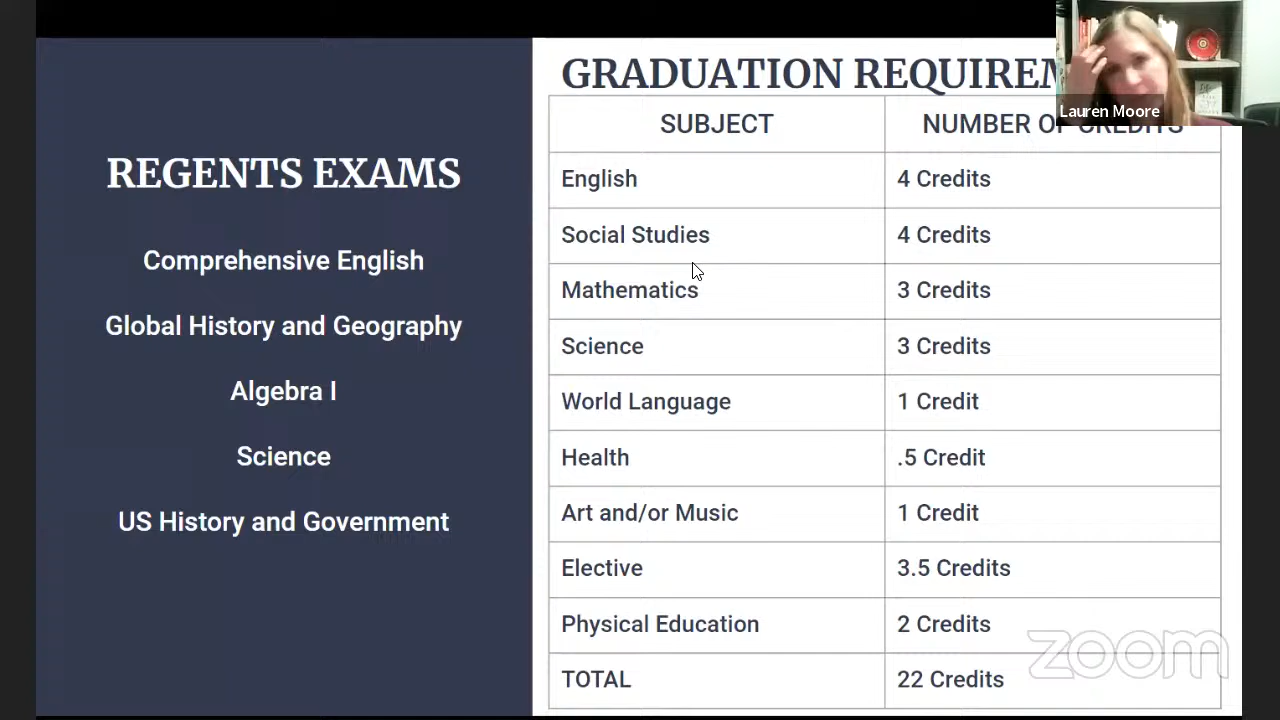 REGENTS EXAMS
Comprehensive English
Global History and Geography
Algebra I
Science
US History and Government
GRADUATION REQUIREM
Lauren Moore
SUBJECT
NUMBER OF CREDITS
English
4 Credits
Social Studies
4 Credits
Mathematics
3 Credits
Science
3 Credits
World Language
1 Credit
Health
.5 Credit
Art and/or Music
1 Credit
Elective
3.5 Credits
Physical Education
2 Credits
TOTAL
22 Credits
zoom